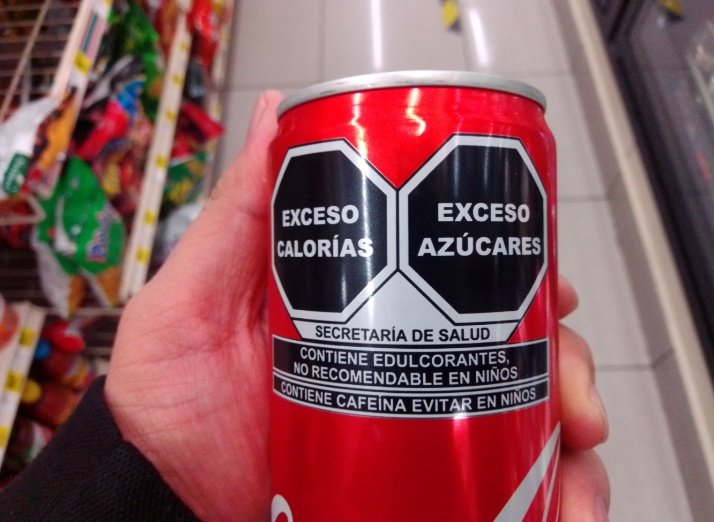 EXCESO
CALORÍAS
EXCESO
AZÚCARES
SECRETARÍA DE SALUD
CONTIENE EDULCORANTES,
NO RECOMENDABLE EN NIÑOS
CONTIENE CAFEÍNA EVITAR EN NIÑOS